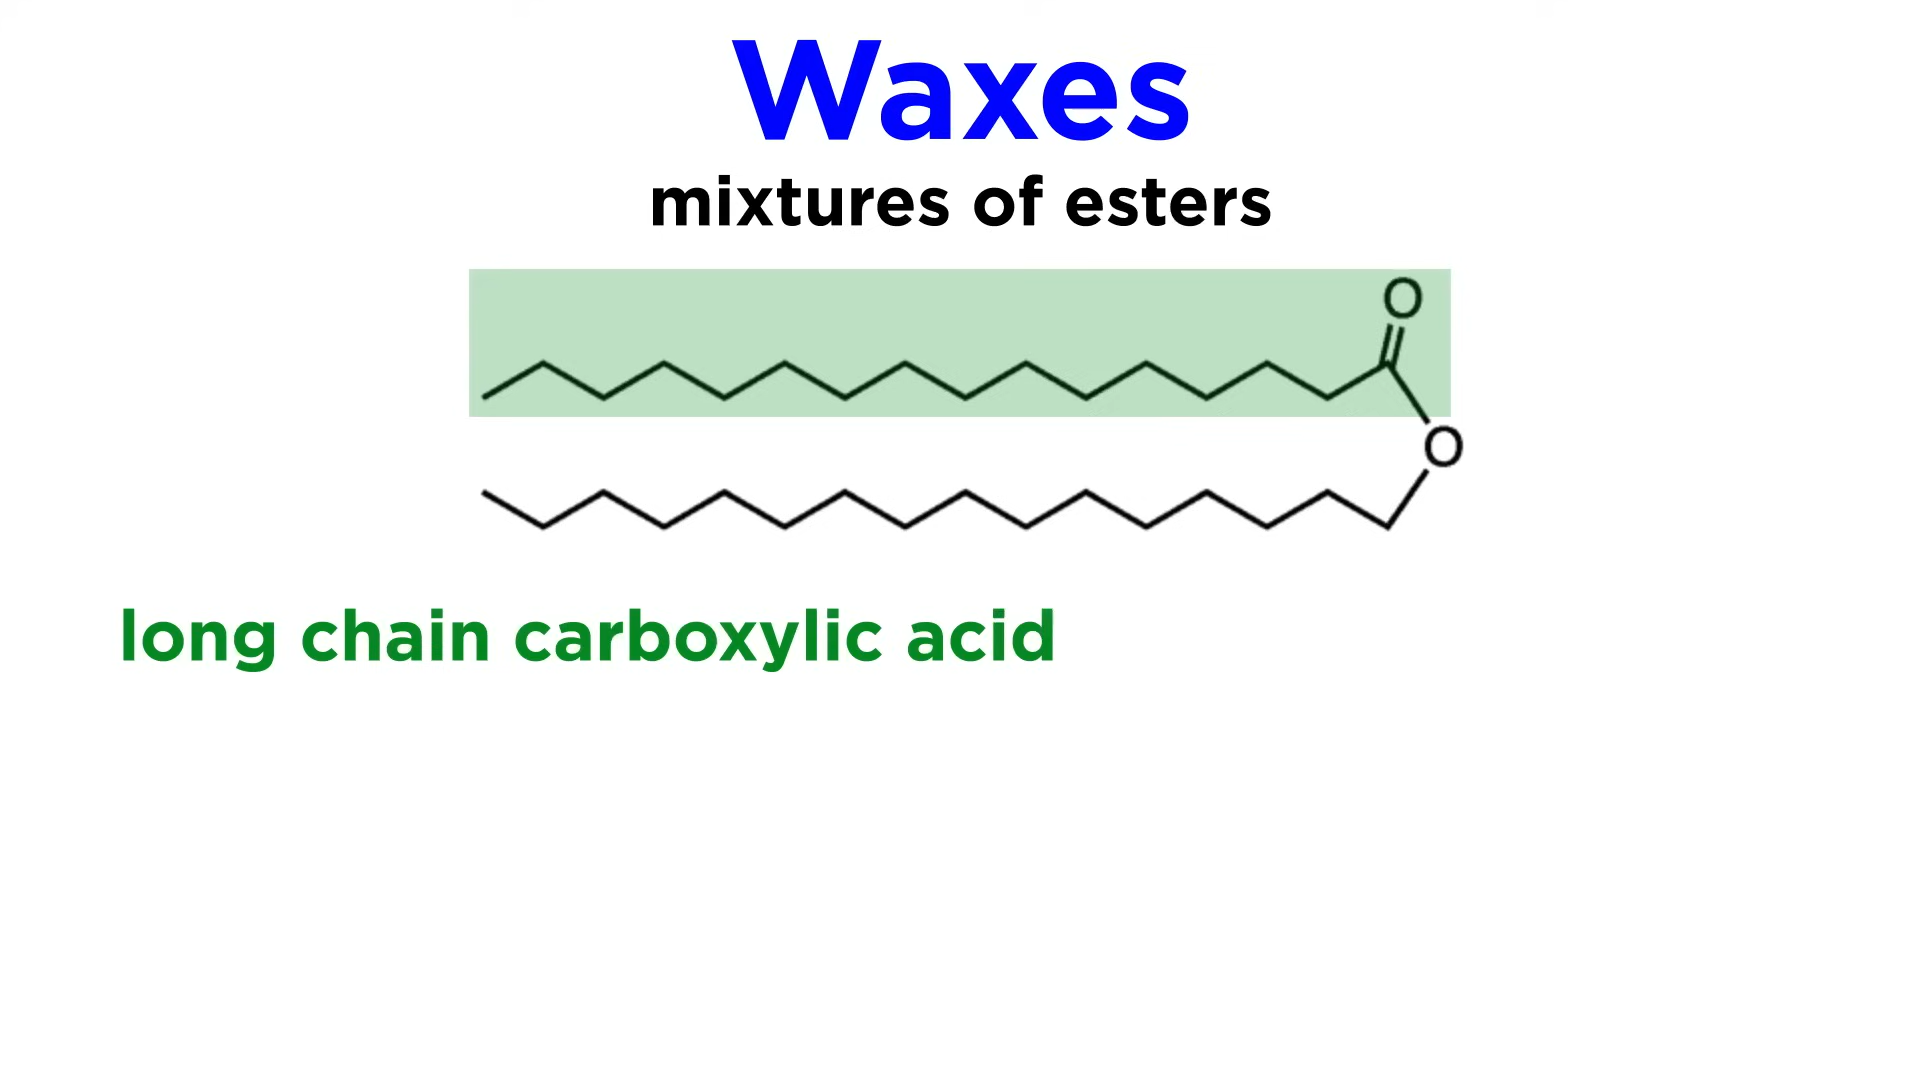 Waxes
mixtures of esters
O
O
long chain carboxylic acid